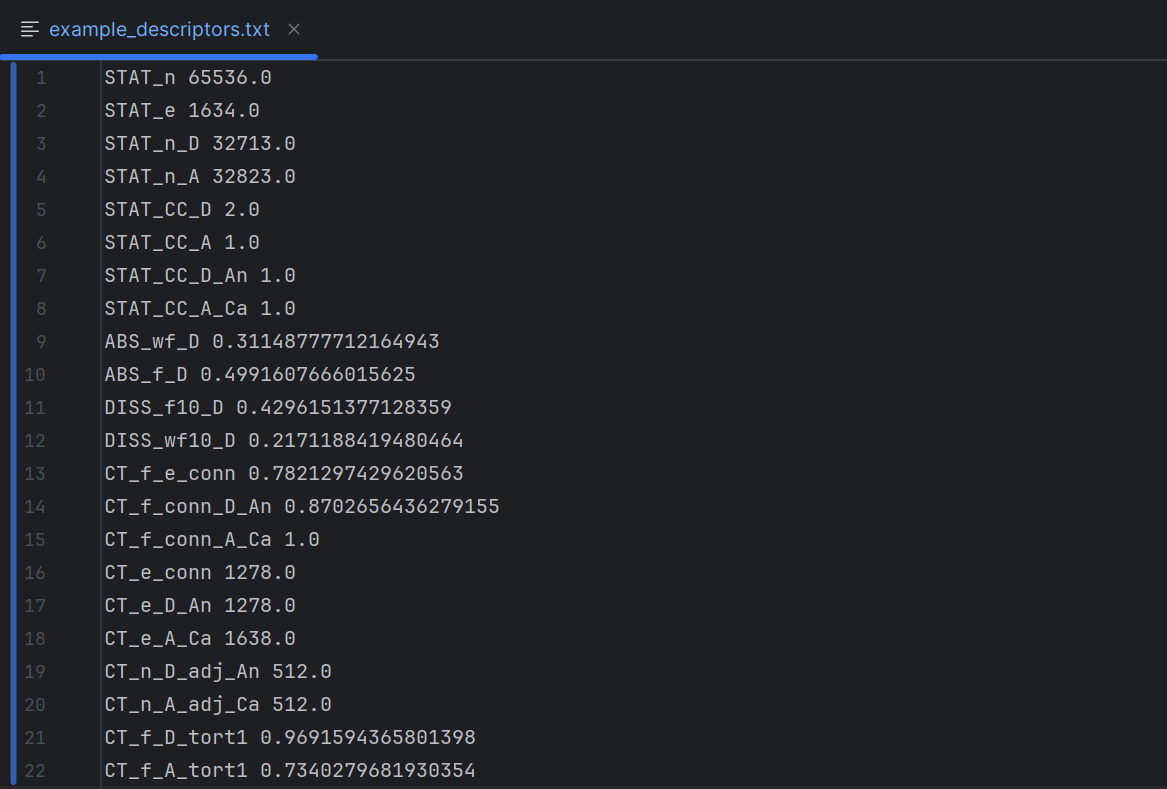 example_descriptors.txt
1 STAT_n 65536.0
2 STAT_e 1634.0
3 STAT_n_D 32713.0
4 STAT_n_A 32823.0
5 STAT_CC_D 2.0
6 STAT_CC_A 1.0
7 STAT_CC_D_An 1.0
8 STAT_CC_A_Ca 1.0
9 ABS_wf_D 0.31148777712164943
10 ABS_f_D 0.4991607666015625
11 DISS_f10_D 0.4296151377128359
12 DISS_wf10_D 0.2171188419480464
13 CT_f_e_conn 0.7821297429620563
14 CT_f_conn_D_An 0.8702656436279155
15 CT_f_conn_A_Ca 1.0
16 CT_e_conn 1278.0
17 CT_e_D_An 1278.0
18 CT_e_A_Ca 1638.0
19 CT_n_D_adj_An 512.0
20 CT_n_A_adj_Ca 512.0
21 CT_f_D_tort1 0.9691594365801398
22 CT_f_A_tort1 0.7340279681930354